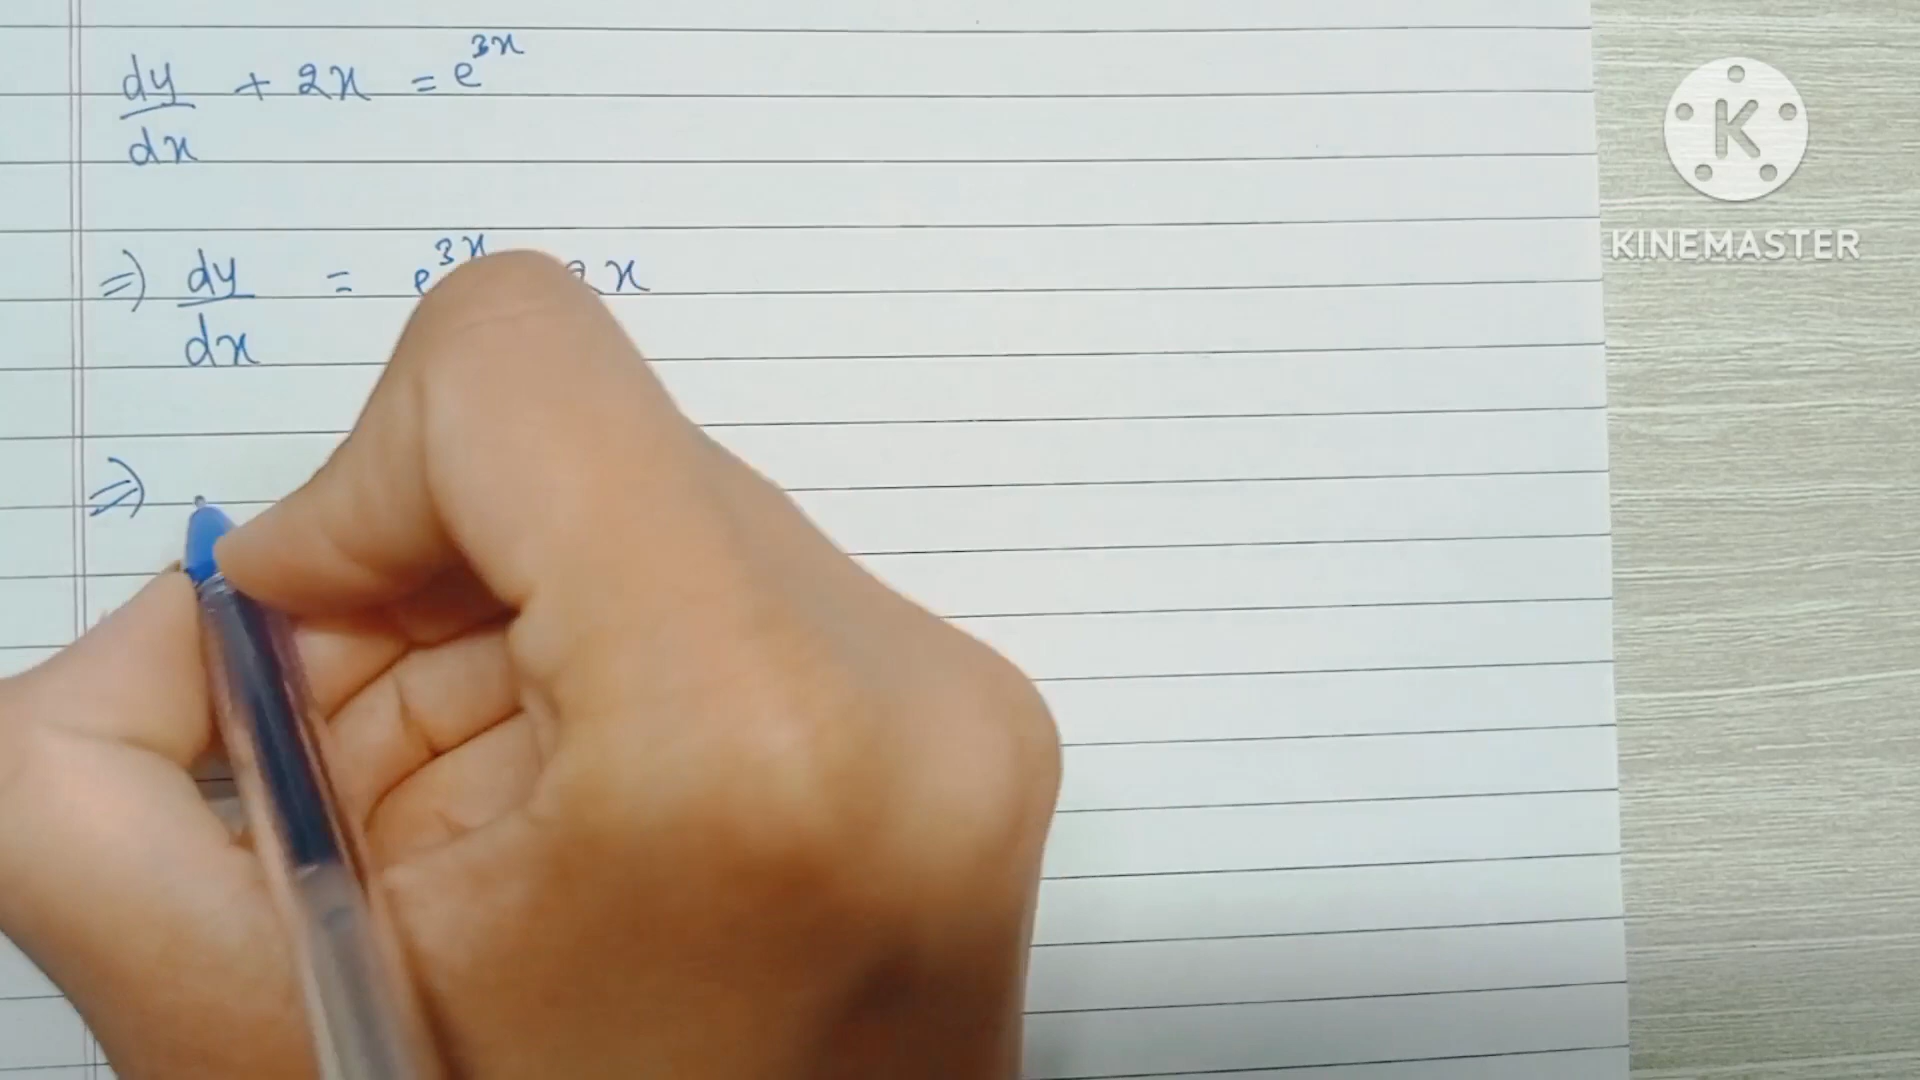 dy/dx + 2x = e^3x
⇒ dy/dx = e^3x 2x
⇒
K
KINEMASTER